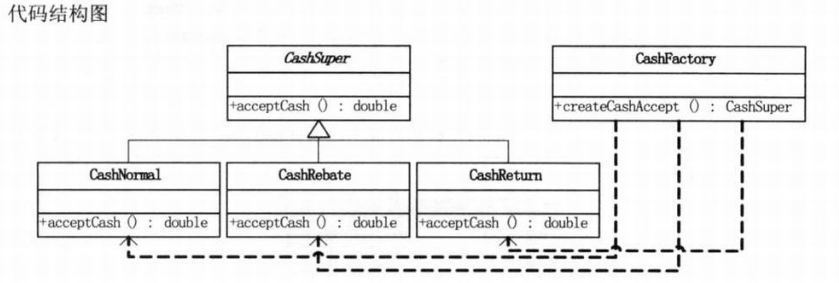 代码结构图
CashSuper
+acceptCash () : double
CashFactory
+createCashAccept () : CashSuper
CashNormal
+acceptCash () : double
CashRebate
+acceptCash () : double
CashReturn
+acceptCash () : double